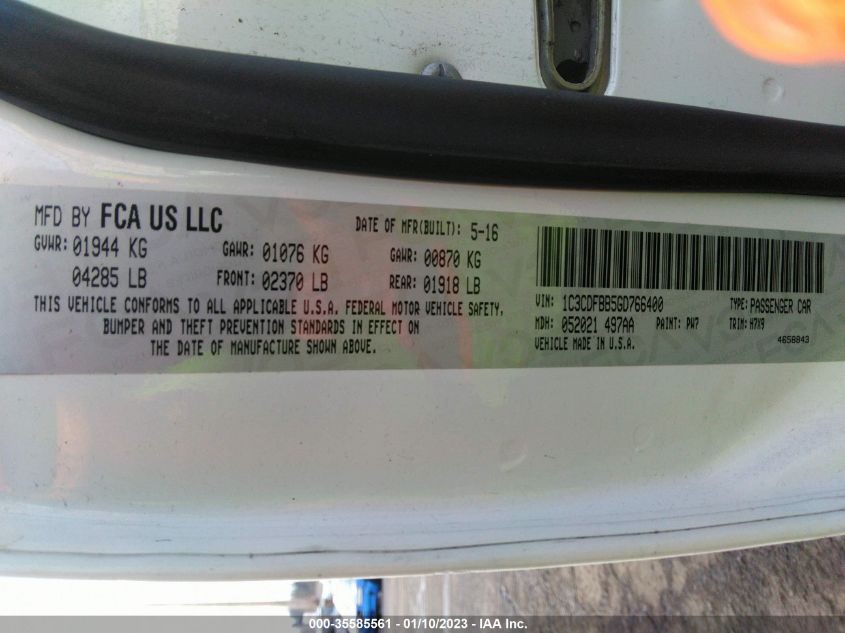 MFD BY FCA US LLC
DATE OF MFR(BUILT): 5-16
GVWR: 01944 KG
GAWR: 01076 KG
GAWR: 00870 KG
04285 LB
FRONT: 02370 LB
REAR: 01918 LB
THIS VEHICLE CONFORMS TO ALL APPLICABLE U.S.A. FEDERAL MOTOR VEHICLE SAFETY,
BUMPER AND THEFT PREVENTION STANDARDS IN EFFECT ON
THE DATE OF MANUFACTURE SHOWN ABOVE.
VIN: 1C3CDFBB5GD766400
TYPE: PASSENGER CAR
MDH: 052021 497AA
PAINT: PW7
TRIM: H7X9
VEHICLE MADE IN U.S.A.
4658843
000-35585561 - 01/10/2023 - IAA Inc.